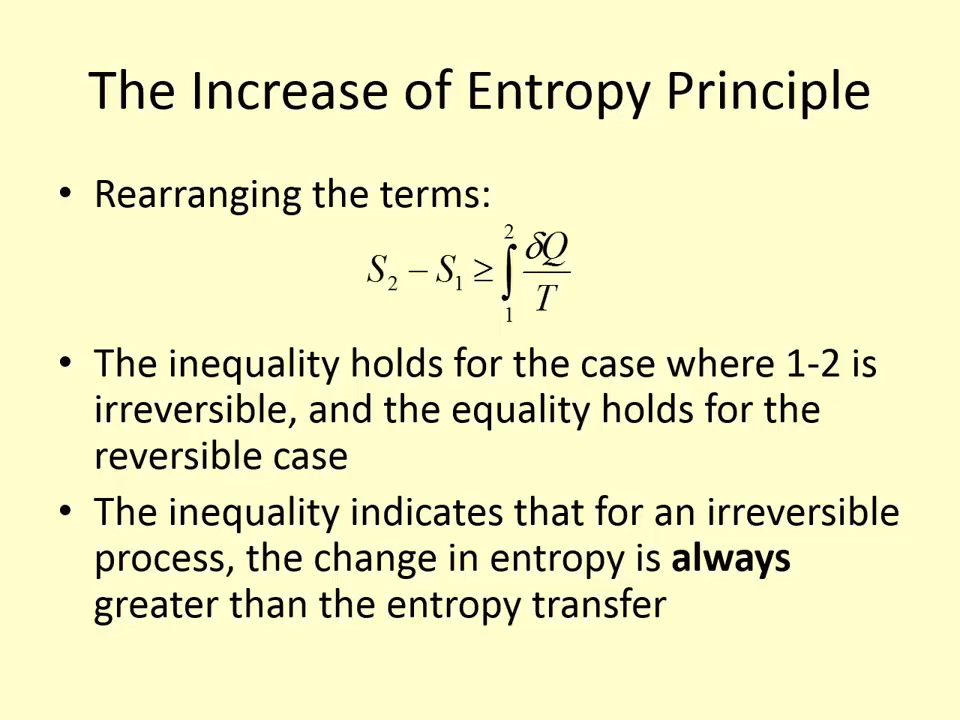 The Increase of Entropy Principle
• Rearranging the terms:
S₂ − S₁ ≥ ∫₁² δQ/T
• The inequality holds for the case where 1-2 is
irreversible, and the equality holds for the
reversible case
• The inequality indicates that for an irreversible
process, the change in entropy is always
greater than the entropy transfer